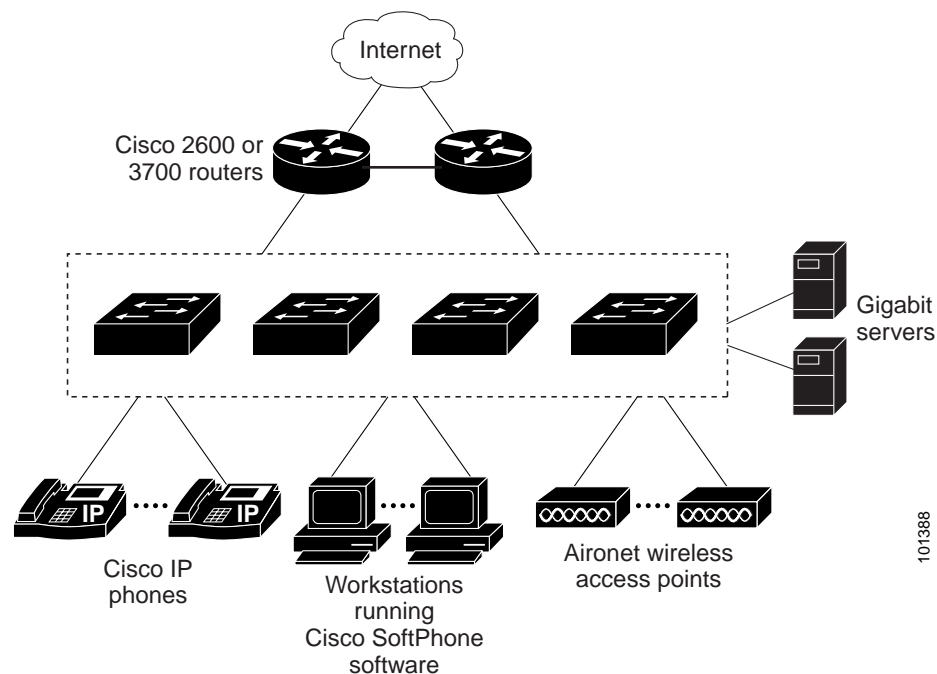 Internet
Cisco 2600 or
3700 routers
Gigabit
servers
IP
IP
Cisco IP
phones
Workstations
running
Cisco SoftPhone
software
Aironet wireless
access points
101388